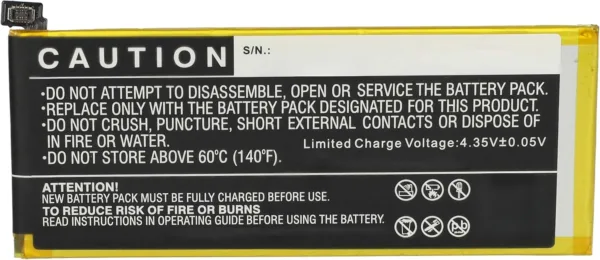 CAUTION
S/N.:
•DO NOT ATTEMPT TO DISASSEMBLE, OPEN OR SERVICE THE BATTERY PACK.
•REPLACE ONLY WITH THE BATTERY PACK DESIGNATED FOR THIS PRODUCT.
•DO NOT CRUSH, PUNCTURE, SHORT EXTERNAL CONTACTS OR DISPOSE OF
IN FIRE OR WATER.
Limited Charge Voltage:4.35V±0.05V
•DO NOT STORE ABOVE 60°C (140°F).
ATTENTION!
NEW BATTERY PACK MUST BE FULLY CHARGED BEFORE USE.
TO REDUCE RISK OF FIRE OR BURNS
READ INSTRUCTIONS IN OPERATING MANUAL BEFORE USING THE BATTERY.